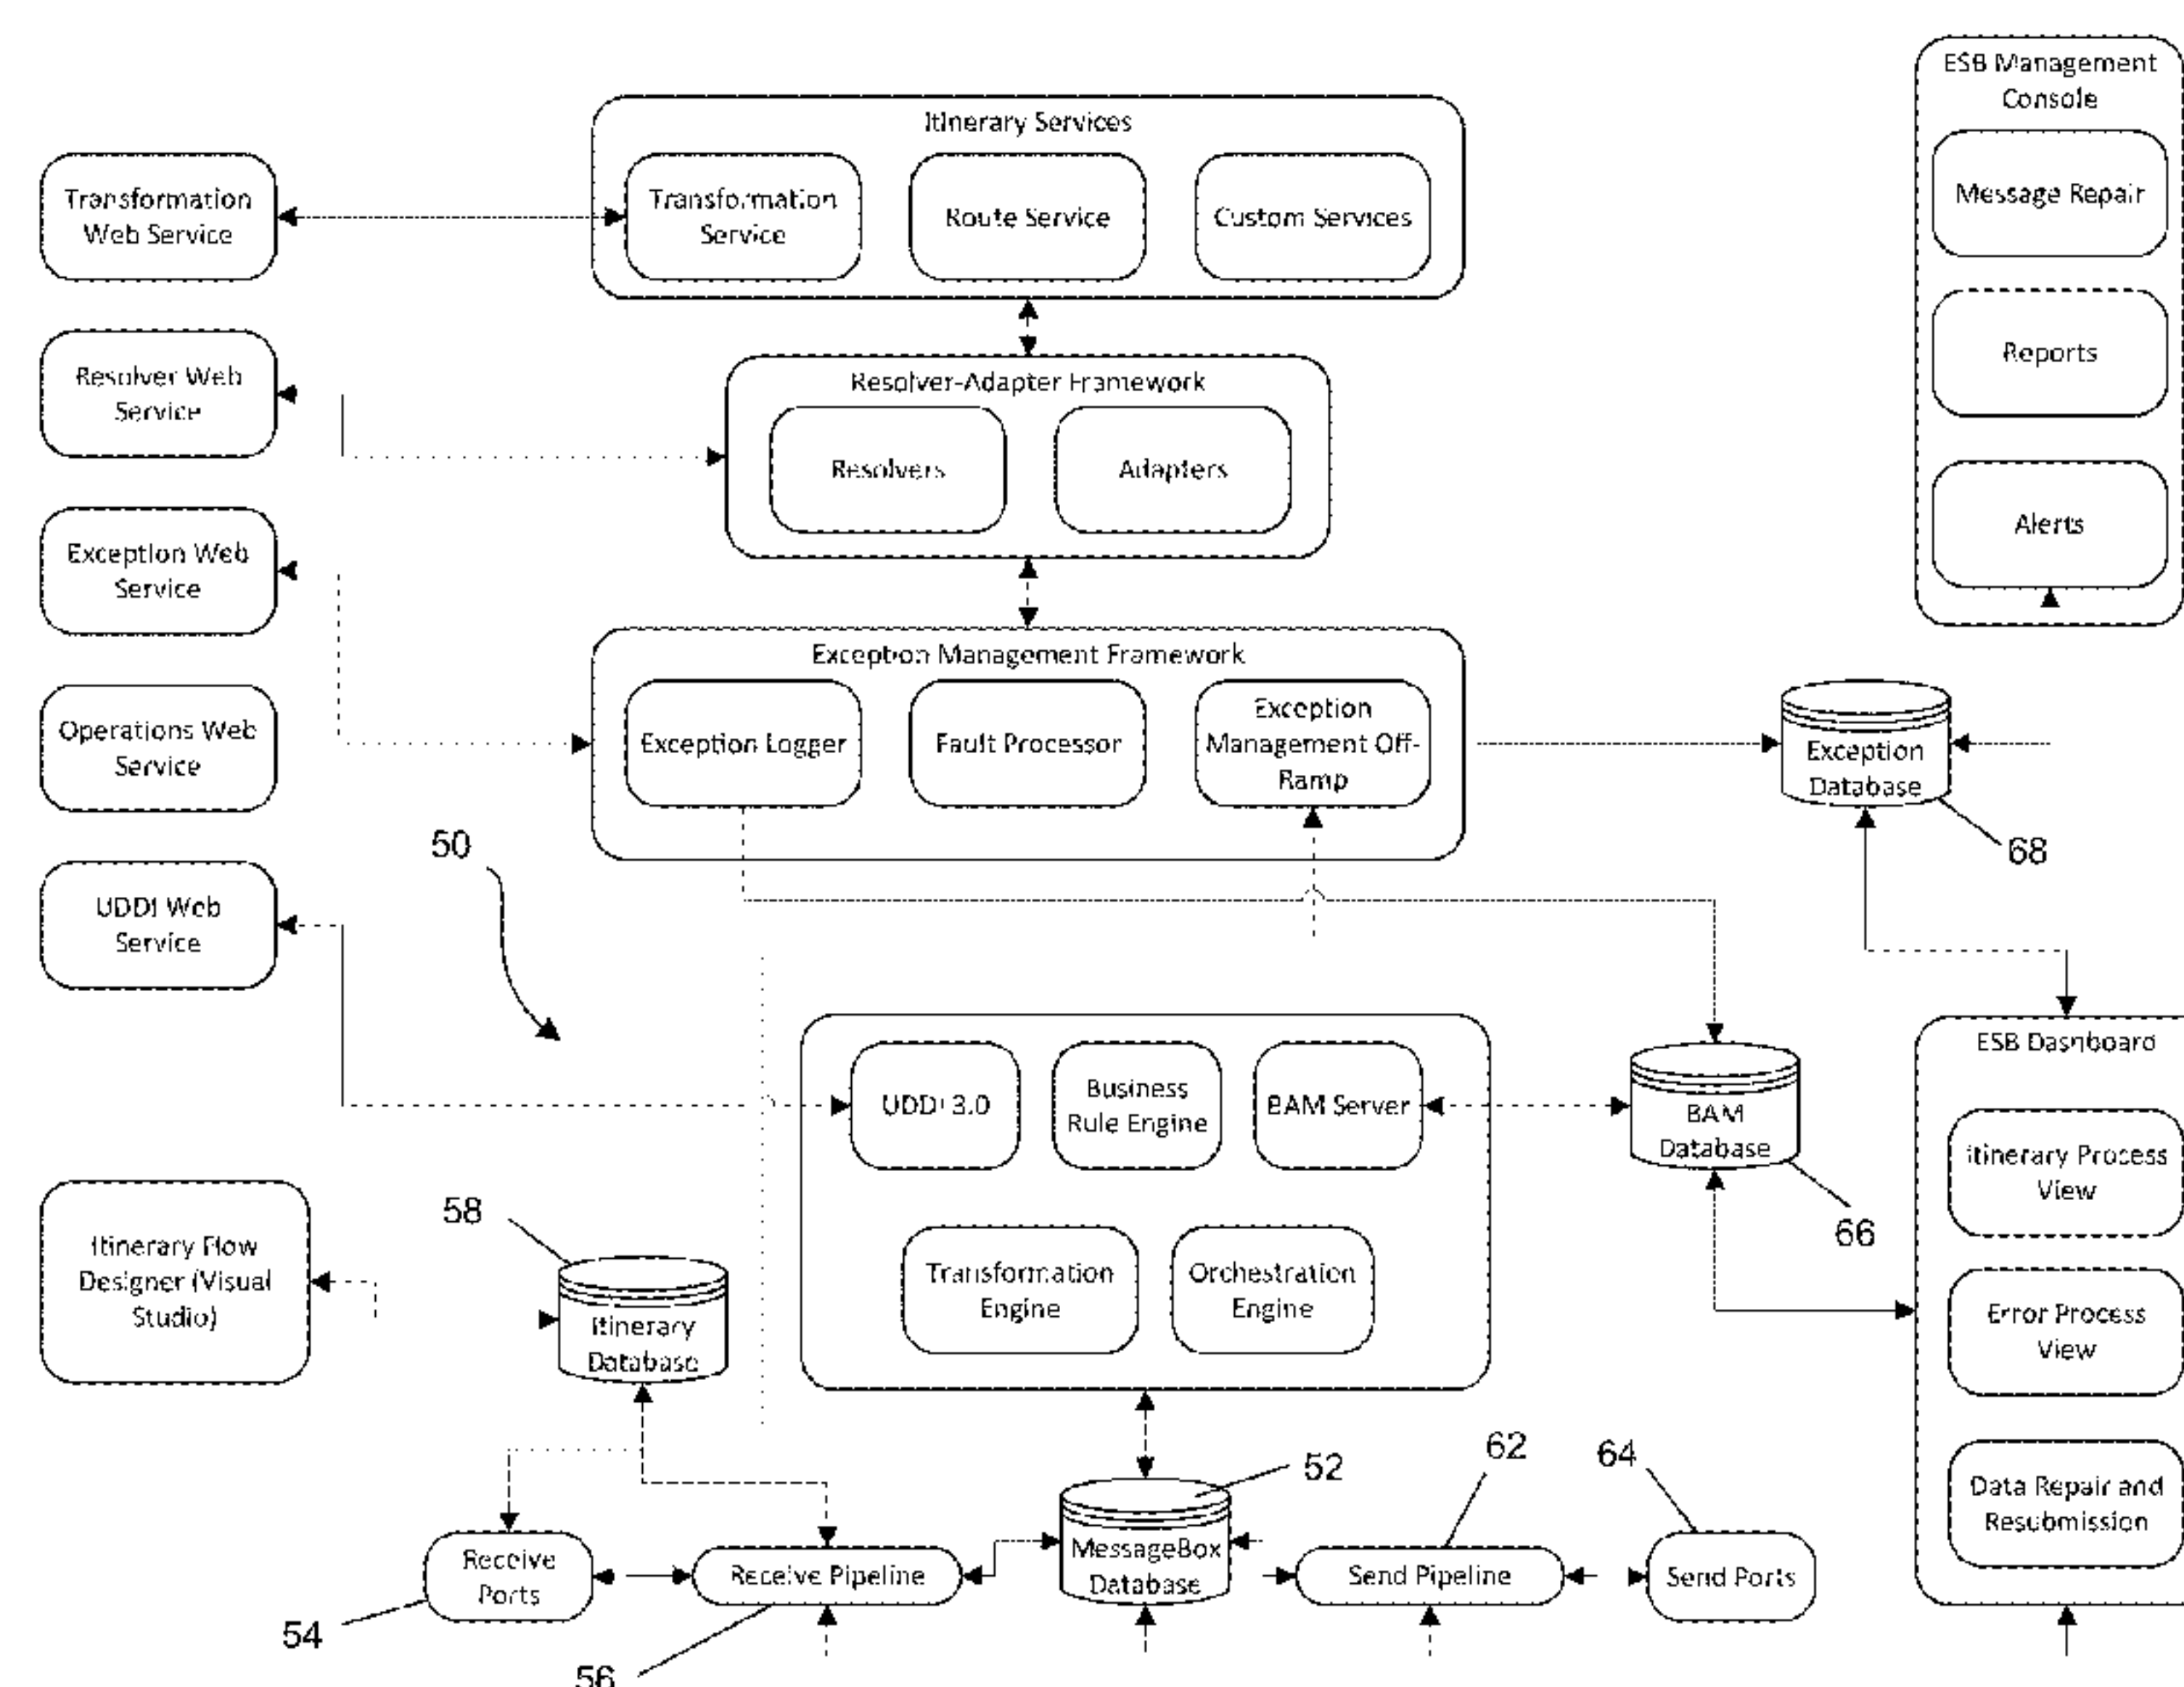 ESB Management
Console
Message Repair
Reports
Alerts
Itinerary Services
Transformation
Service
Route Service
Custom Services
Transformation
Web Service
Resolver Web
Service
Resolver-Adapter Framework
Resolvers
Adapters
Exception Web
Service
Exception Management Framework
Exception Logger
Fault Processor
Exception
Management Off-
Ramp
Exception
Database
68
Operations Web
Service
50
UDDI Web
Service
UDDI 3.0
Business
Rule Engine
BAM Server
BAM
Database
66
Transformation
Engine
Orchestration
Engine
ESB Dashboard
Itinerary Process
View
Error Process
View
Data Repair and
Resubmission
Itinerary Flow
Designer (Visual
Studio)
58
Itinerary
Database
52
62
64
Receive
Ports
Receive Pipeline
MessageBox
Database
Send Pipeline
Send Ports
54
56